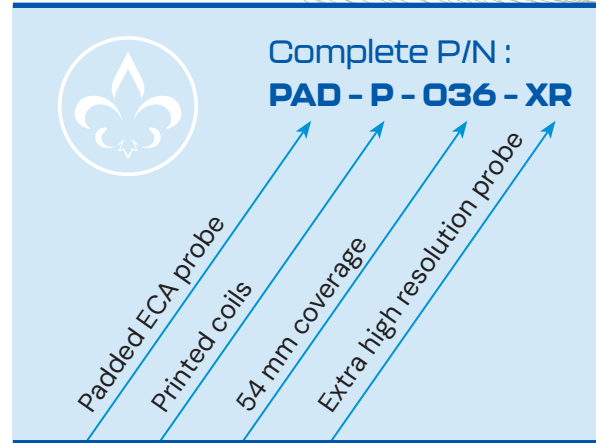 Complete P/N :
PAD - P - 036 - XR
Padded ECA probe
Printed coils
54 mm coverage
Extra high resolution probe